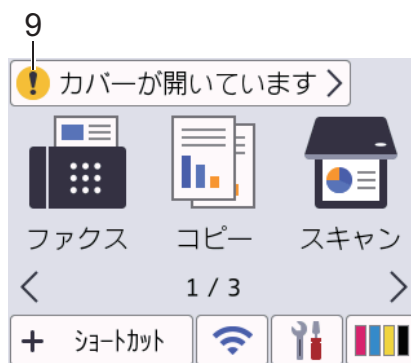 9
! カバーが開いています >
ファクス コピー スキャン
< 1 / 3 >
+ ショートカット